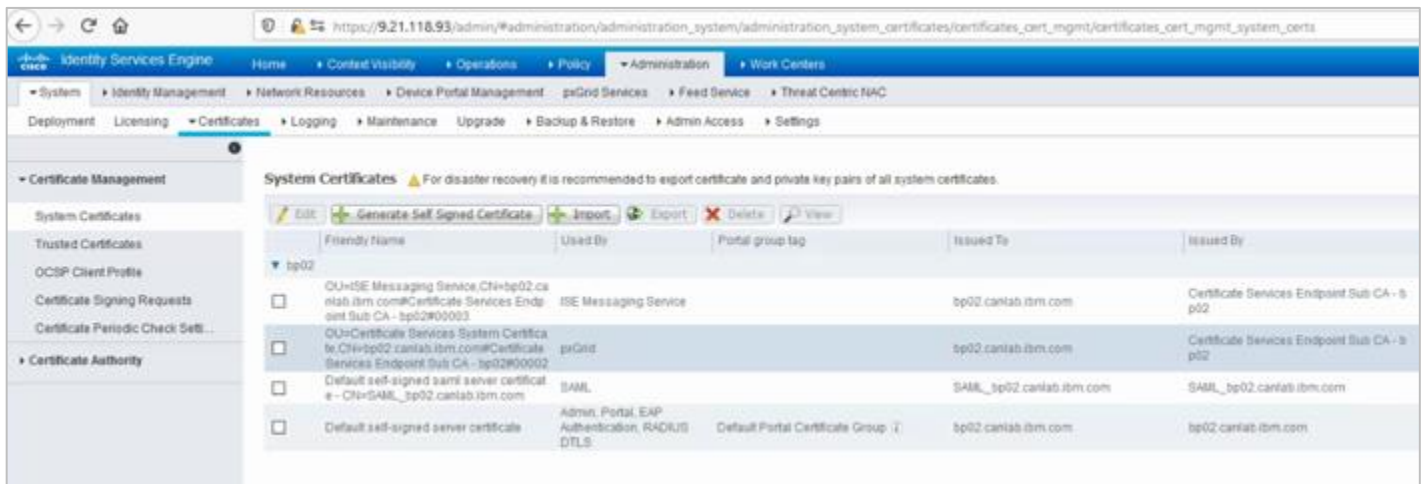 https://9.21.118.93/admin/#administration/administration_system/administration_system_certificates/certificates_cert_mgmt/certificates_cert_mgmt_system_certs
CISCO Identity Services Engine Home Context Visibility Operations Policy Administration Work Centers
System Identity Management Network Resources Device Portal Management pxGrid Services Feed Service Threat Centric NAC
Deployment Licensing Certificates Logging Maintenance Upgrade Backup & Restore Admin Access Settings
Certificate Management
System Certificates
Trusted Certificates
OCSP Client Profile
Certificate Signing Requests
Certificate Periodic Check Setti...
Certificate Authority
System Certificates For disaster recovery it is recommended to export certificate and private key pairs of all system certificates.
Edit Generate Self Signed Certificate Import Export Delete View
Friendly Name Used By Portal group tag Issued To Issued By
bp02
OU=ISE Messaging Service,CN=bp02.ca
nlab.ibm.com#Certificate Services Endp
oint Sub CA - bp02#00003
ISE Messaging Service
bp02.canlab.ibm.com
Certificate Services Endpoint Sub CA - b
p02
OU=Certificate Services System Certifica
te,CN=bp02.canlab.ibm.com#Certificate
Services Endpoint Sub CA - bp02#00002
pxGrid
bp02.canlab.ibm.com
Certificate Services Endpoint Sub CA - b
p02
Default self-signed saml server certificat
e - CN=SAML_bp02.canlab.ibm.com
SAML
SAML_bp02.canlab.ibm.com
SAML_bp02.canlab.ibm.com
Default self-signed server certificate
Admin, Portal, EAP
Authentication, RADIUS
DTLS
Default Portal Certificate Group
bp02.canlab.ibm.com
bp02.canlab.ibm.com